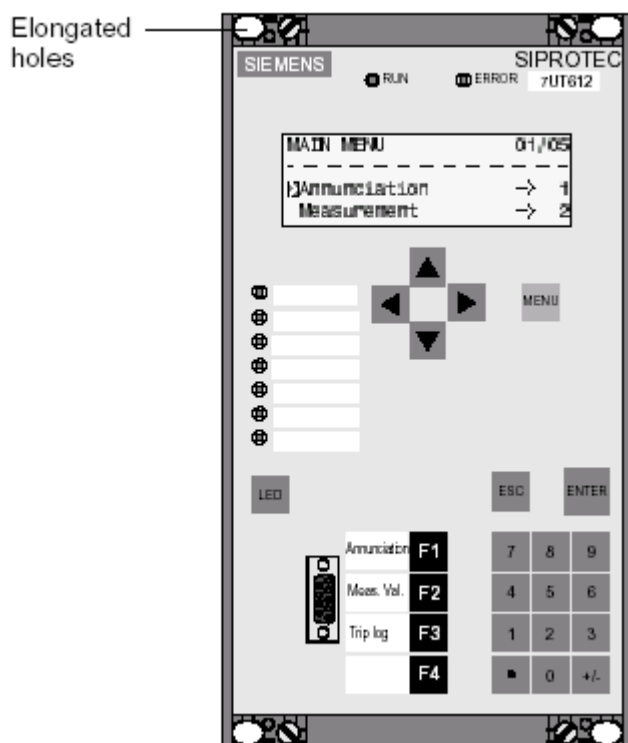 Elongated
holes
SIEMENS
SIPROTEC
RUN
ERROR
7UT612
MAIN MENU 01/05
Annunciation -> 1
Measurement -> 2
MENU
LED
ESC
ENTER
Annunciation F1
Meas. Val. F2
Trip log F3
F4
7 8 9
4 5 6
1 2 3
. 0 +/-